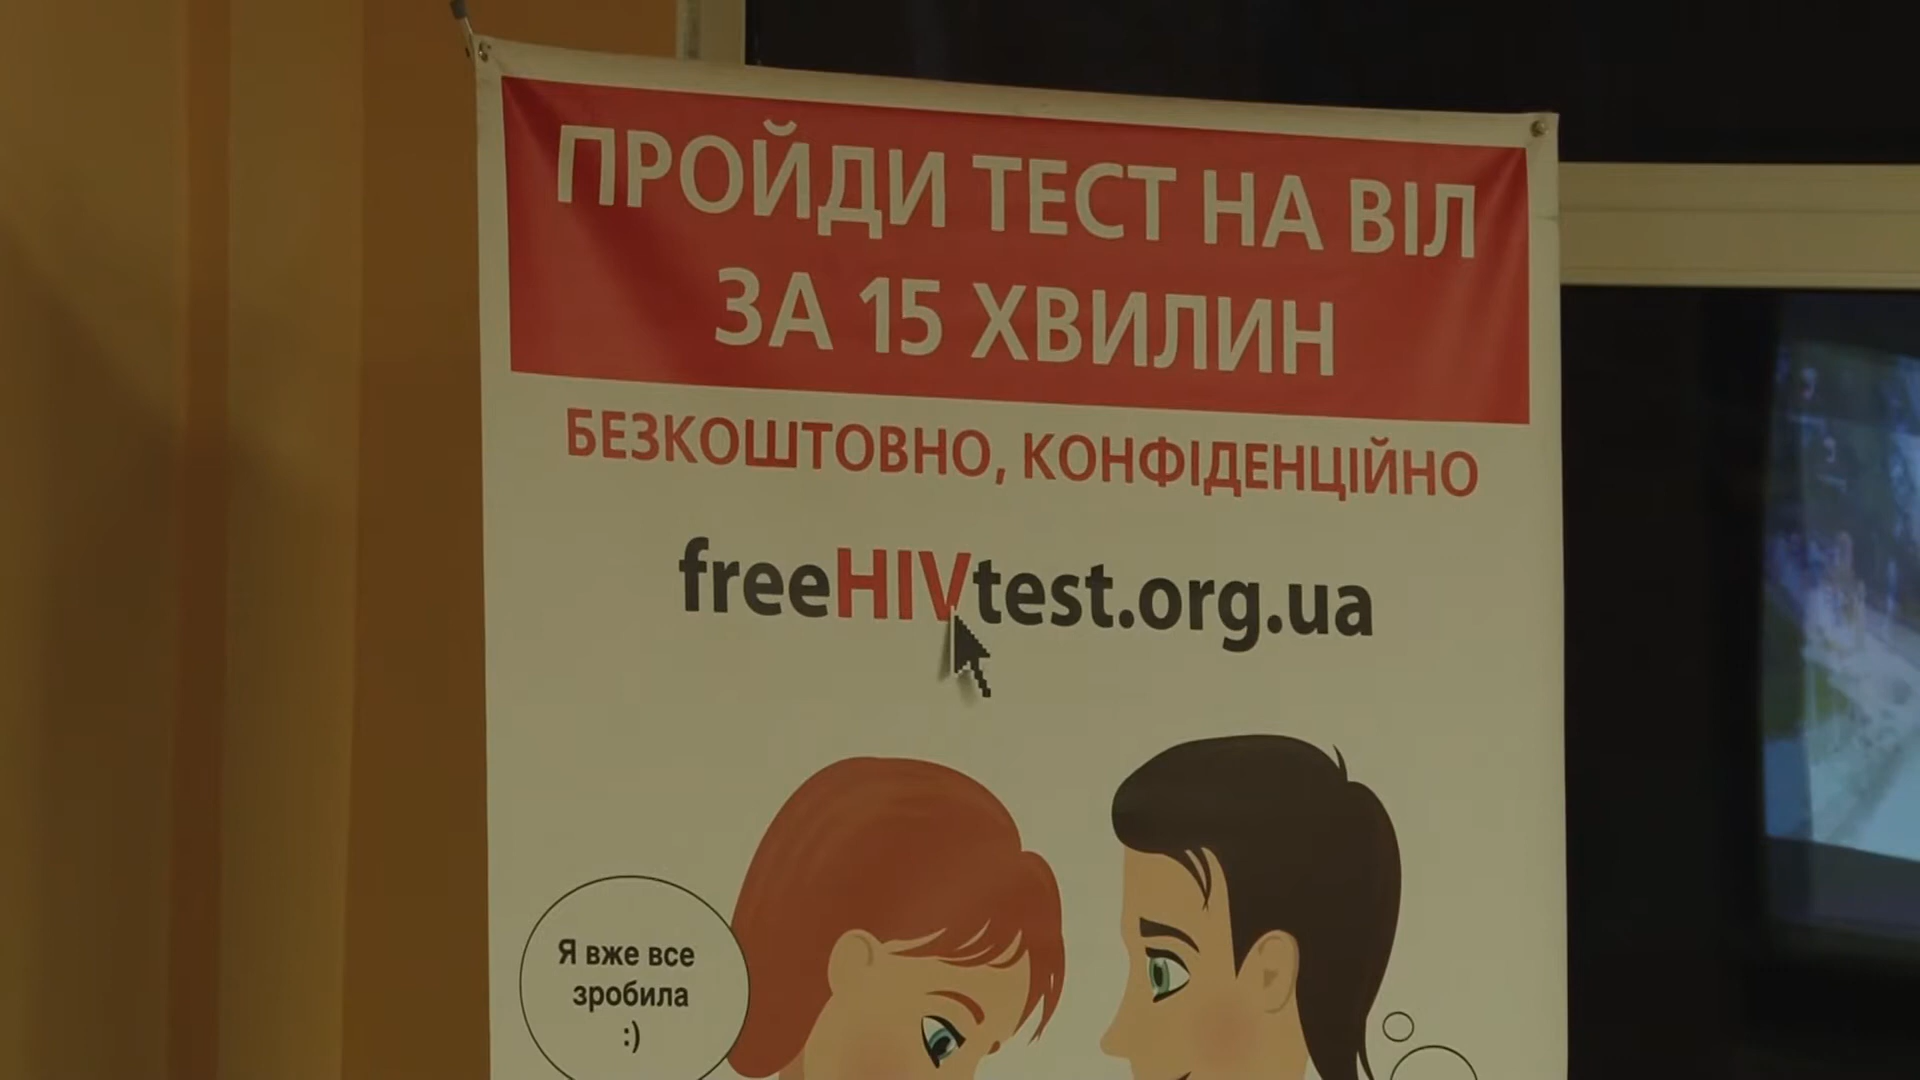 ПРОЙДИ ТЕСТ НА ВІЛ
ЗА 15 ХВИЛИН
БЕЗКОШТОВНО, КОНФІДЕНЦІЙНО
freeHIVtest.org.ua
Я вже все
зробила
:)